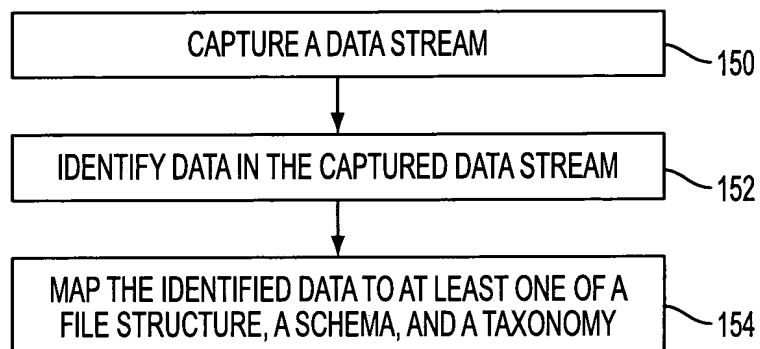 CAPTURE A DATA STREAM
150
IDENTIFY DATA IN THE CAPTURED DATA STREAM
152
MAP THE IDENTIFIED DATA TO AT LEAST ONE OF A
FILE STRUCTURE, A SCHEMA, AND A TAXONOMY
154